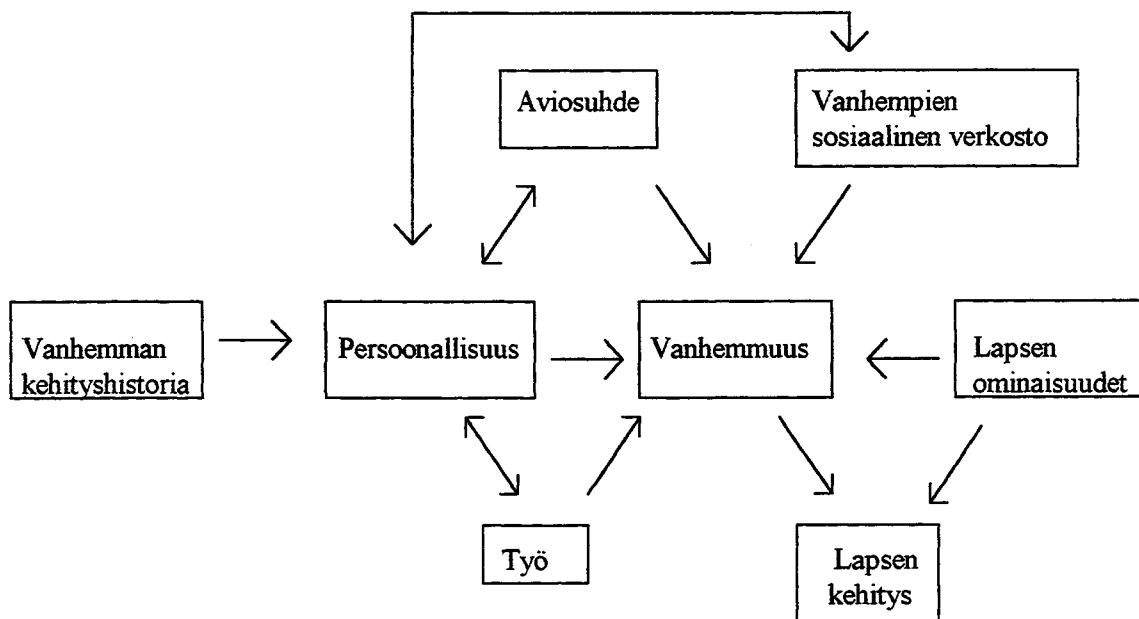 Aviosuhde
Vanhempien
sosiaalinen verkosto
Vanhemman
kehityshistoria
Persoonallisuus
Vanhemmuus
Lapsen
ominaisuudet
Työ
Lapsen
kehitys